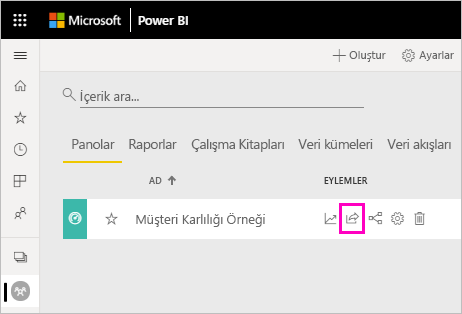 Microsoft Power BI
Oluştur Ayarlar
İçerik ara...
Panolar Raporlar Çalışma Kitapları Veri kümeleri Veri akışları
AD EYLEMLER
Müşteri Karlılığı Örneği